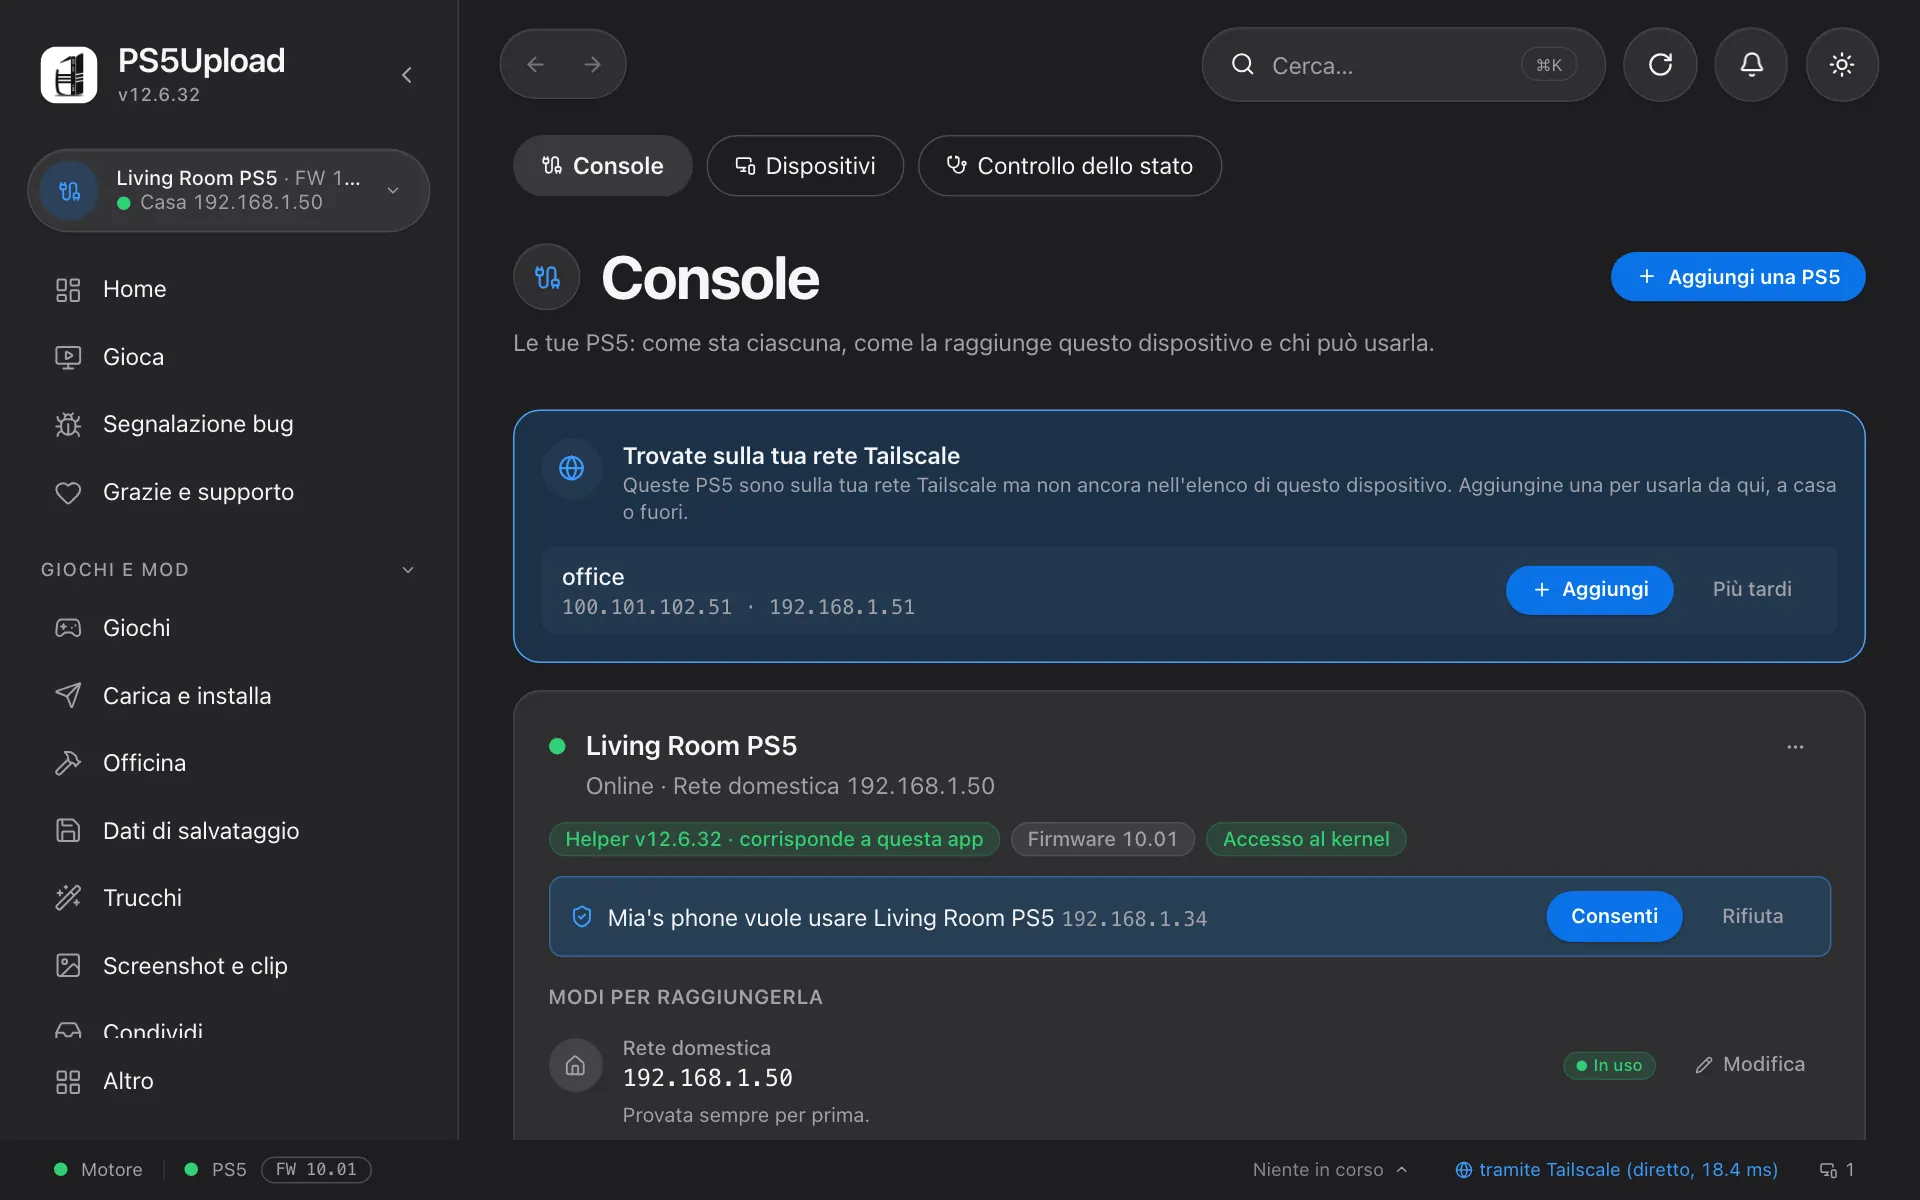 PS5Upload
v12.6.32
Living Room PS5 · FW 1...
Casa 192.168.1.50
Home
Gioca
Segnalazione bug
Grazie e supporto
GIOCHI E MOD
Giochi
Carica e installa
Officina
Dati di salvataggio
Trucchi
Screenshot e clip
Condividi
Altro
Cerca...
⌘K
Console
Dispositivi
Controllo dello stato
Console
Aggiungi una PS5
Le tue PS5: come sta ciascuna, come la raggiunge questo dispositivo e chi può usarla.
Trovate sulla tua rete Tailscale
Queste PS5 sono sulla tua rete Tailscale ma non ancora nell'elenco di questo dispositivo. Aggiungine una per usarla da qui, a casa
o fuori.
office
100.101.102.51 · 192.168.1.51
Aggiungi
Più tardi
Living Room PS5
Online · Rete domestica 192.168.1.50
Helper v12.6.32 · corrisponde a questa app
Firmware 10.01
Accesso al kernel
Mia's phone vuole usare Living Room PS5 192.168.1.34
Consenti
Rifiuta
MODI PER RAGGIUNGERLA
Rete domestica
192.168.1.50
Provata sempre per prima.
In uso
Modifica
Motore
PS5
FW 10.01
Niente in corso
tramite Tailscale (diretto, 18.4 ms)
1